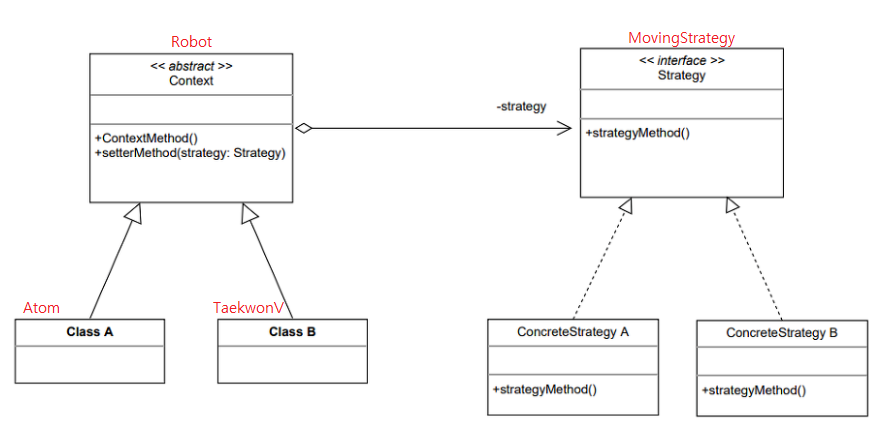 Robot
<< abstract >>
Context
+ContextMethod()
+setterMethod(strategy: Strategy)
-strategy
MovingStrategy
<< interface >>
Strategy
+strategyMethod()
Atom
Class A
TaekwonV
Class B
ConcreteStrategy A
+strategyMethod()
ConcreteStrategy B
+strategyMethod()